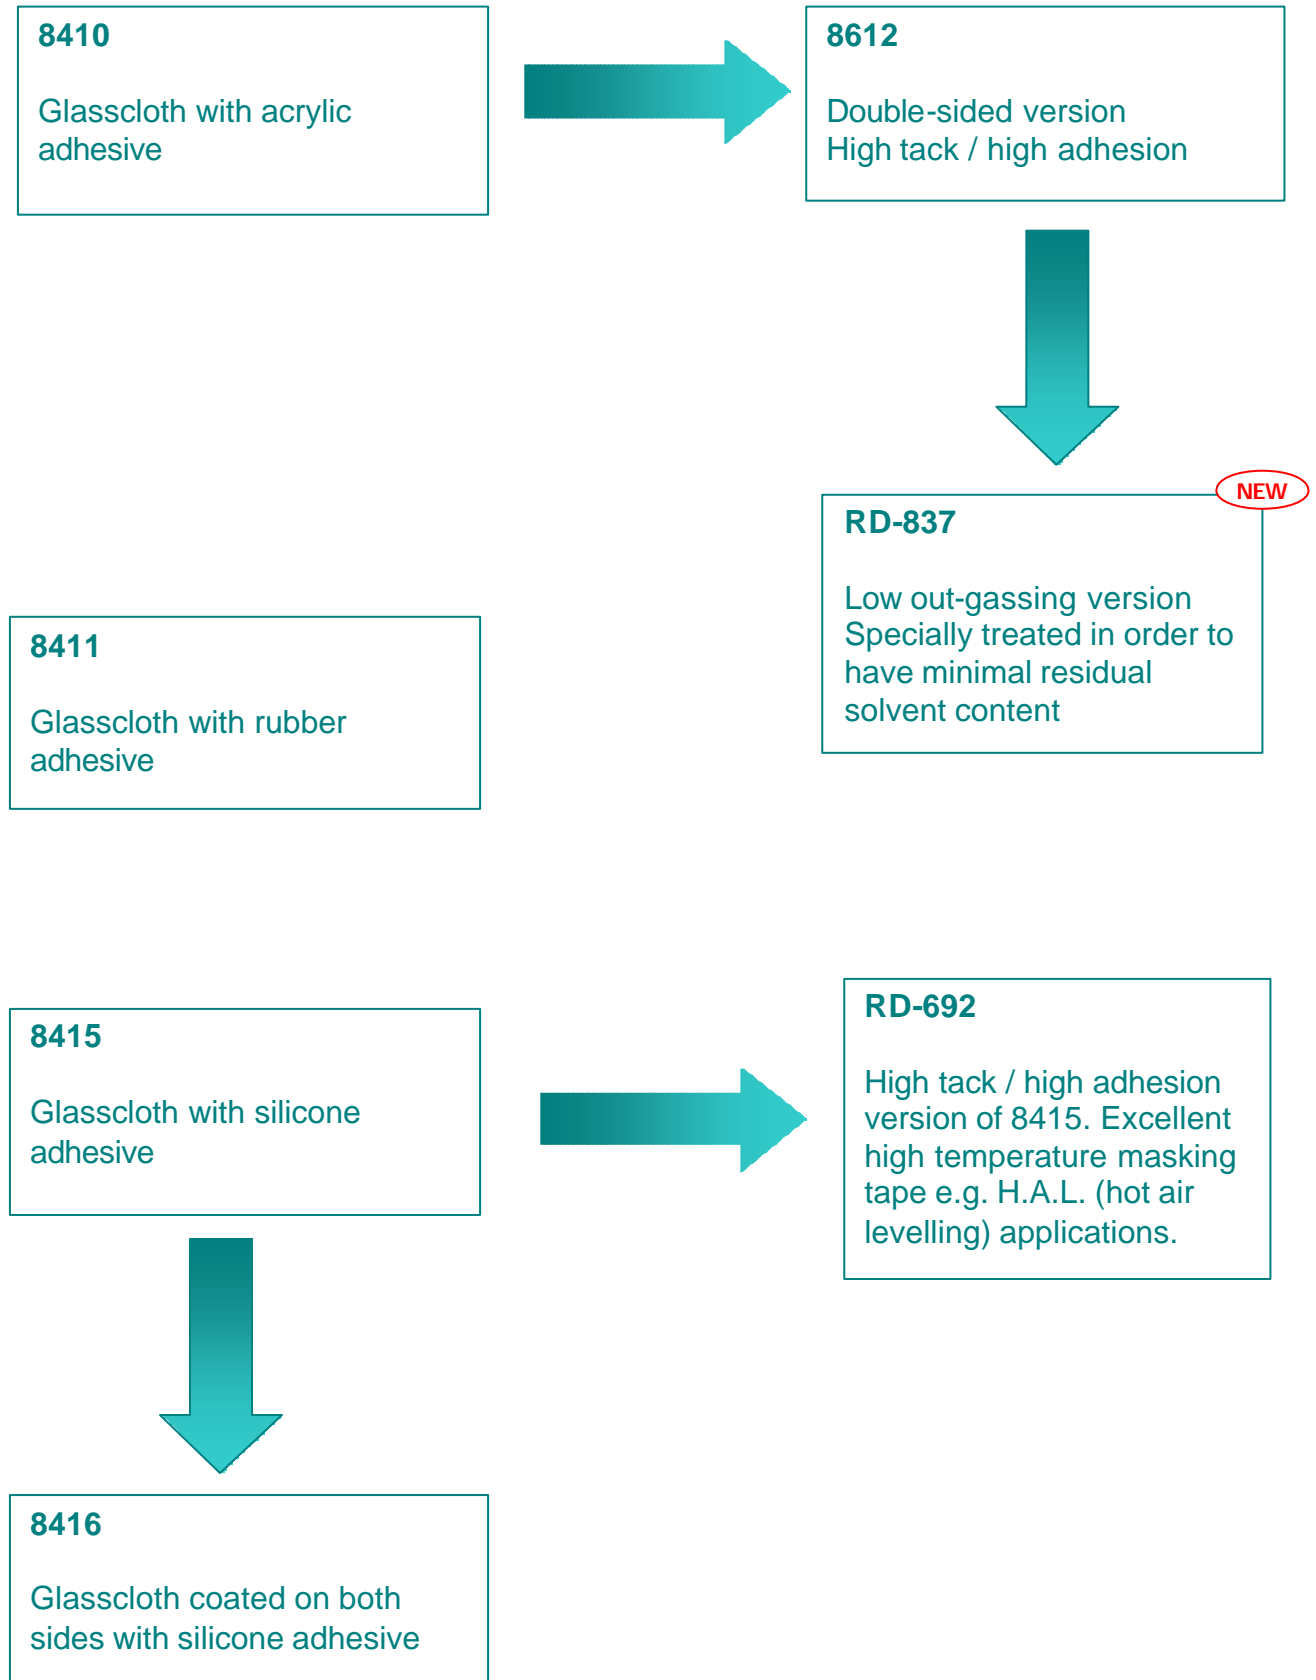 8410
Glasscloth with acrylic
adhesive
8612
Double-sided version
High tack / high adhesion
NEW
RD-837
Low out-gassing version
Specially treated in order to
have minimal residual
solvent content
8411
Glasscloth with rubber
adhesive
8415
Glasscloth with silicone
adhesive
RD-692
High tack / high adhesion
version of 8415. Excellent
high temperature masking
tape e.g. H.A.L. (hot air
levelling) applications.
8416
Glasscloth coated on both
sides with silicone adhesive